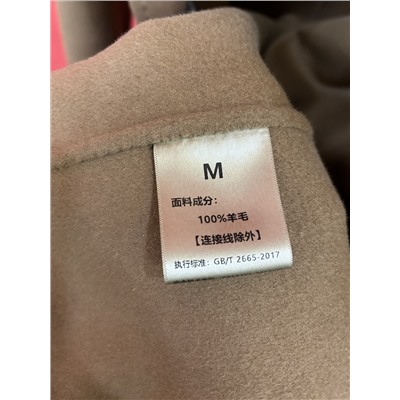 M
面料成分：
100%羊毛
【连接线除外】
执行标准：GB/T 2665-2017